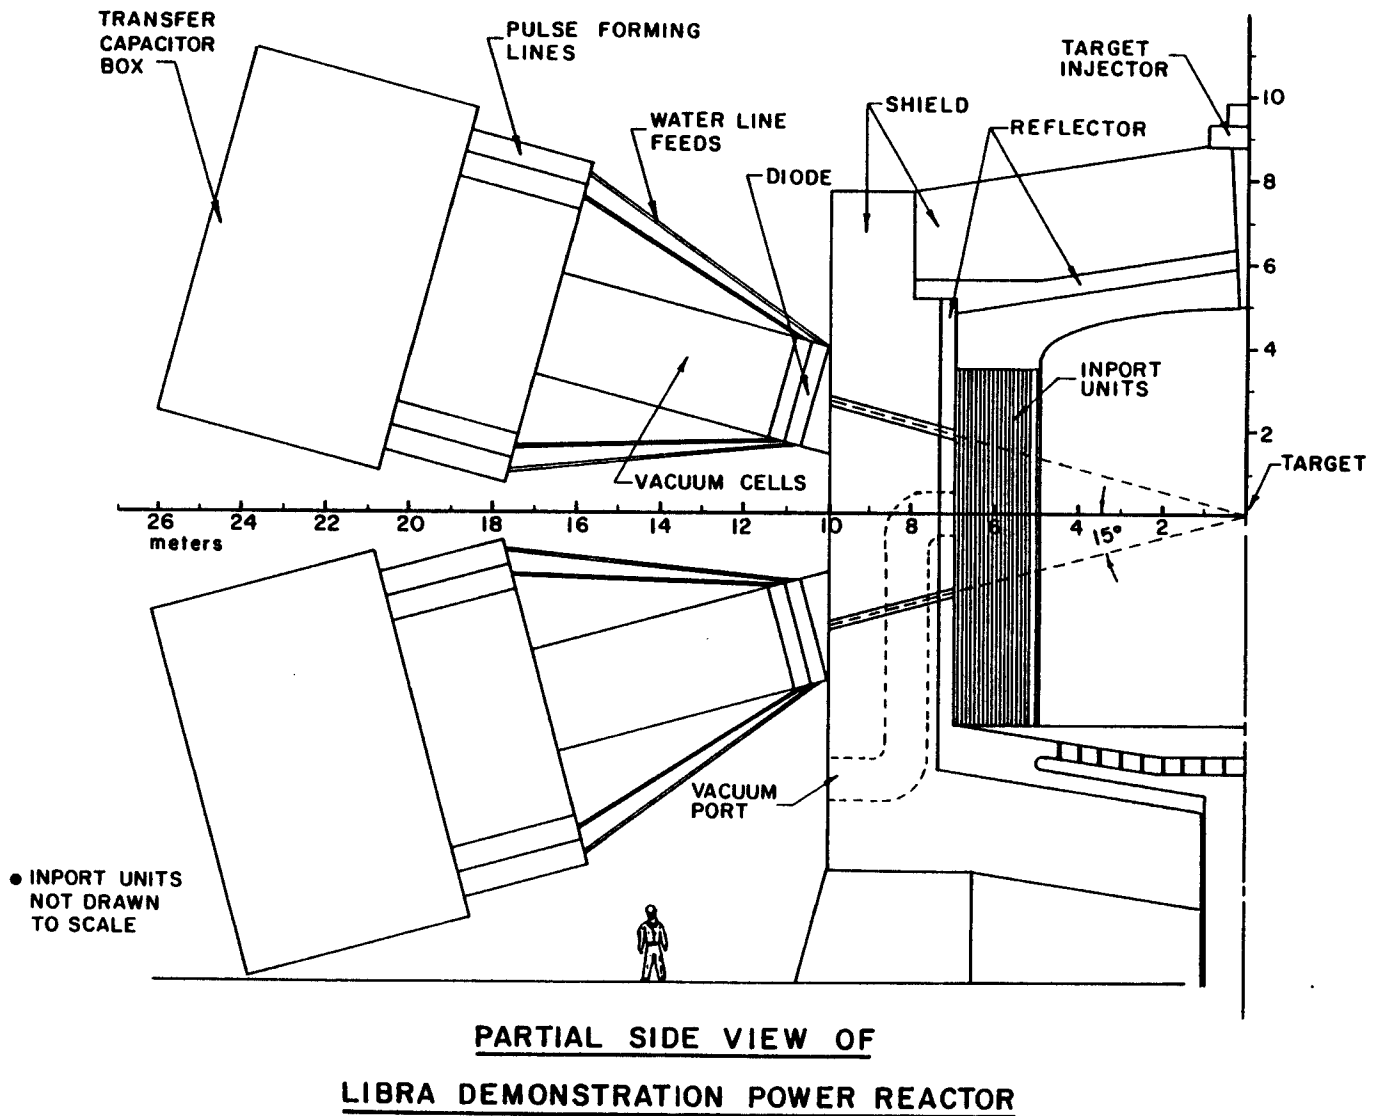 TRANSFER
CAPACITOR
BOX
PULSE FORMING
LINES
WATER LINE
FEEDS
DIODE
SHIELD
REFLECTOR
TARGET
INJECTOR
10
8
6
4
2
INPORT
UNITS
TARGET
VACUUM CELLS
26
24
22
20
18
16
14
12
10
8
6
4
2
meters
15°
VACUUM
PORT
● INPORT UNITS
NOT DRAWN
TO SCALE
PARTIAL SIDE VIEW OF
LIBRA DEMONSTRATION POWER REACTOR